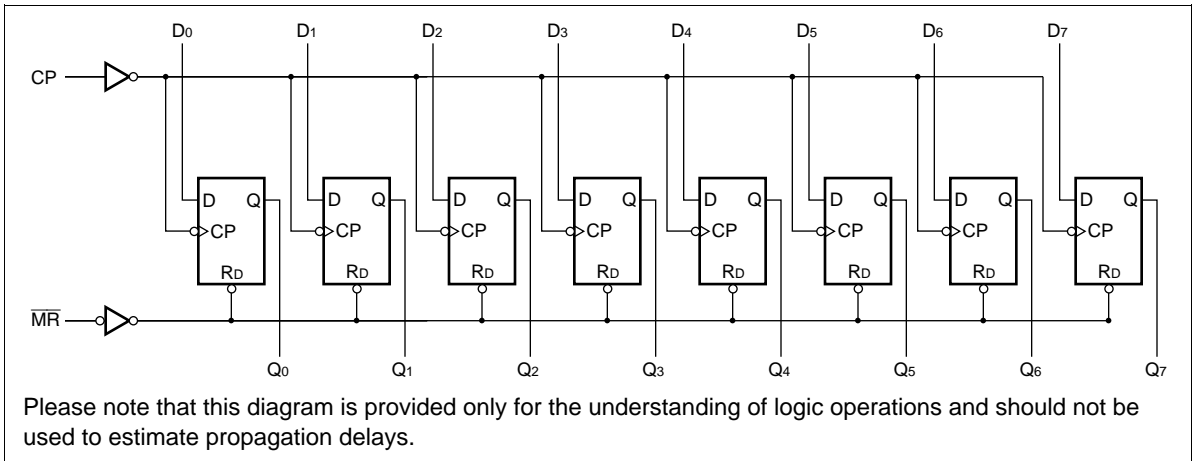 D0 D1 D2 D3 D4 D5 D6 D7
CP
D Q D Q D Q D Q D Q D Q D Q D Q
CP CP CP CP CP CP CP CP
RD RD RD RD RD RD RD RD
M̅R̅
Q0 Q1 Q2 Q3 Q4 Q5 Q6 Q7
Please note that this diagram is provided only for the understanding of logic operations and should not be
used to estimate propagation delays.